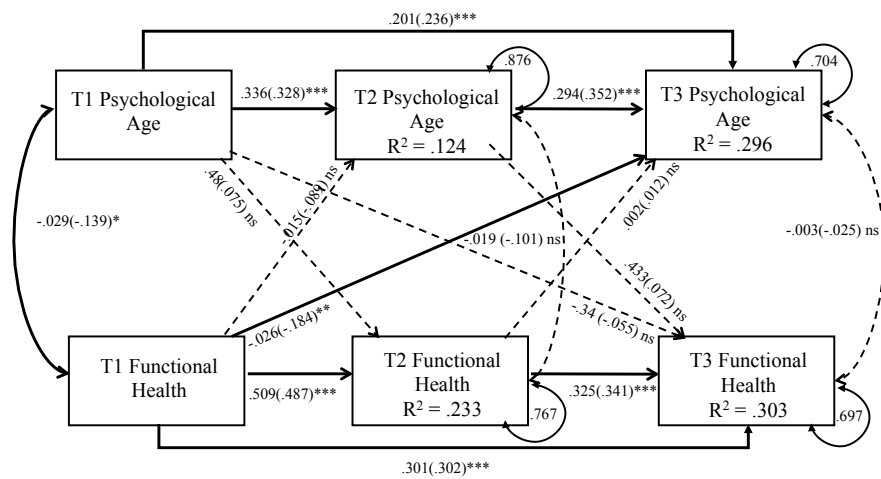 .201(.236)***
.876
.704
T1 Psychological
Age
.336(.328)***
T2 Psychological
Age
R² = .124
.294(.352)***
T3 Psychological
Age
R² = .296
.48(.075) ns
-.015(-.089) ns
-.019 (-.101) ns
.002(.012) ns
-.029(-.139)*
-.003(-.025) ns
.433(.072) ns
-.34 (-.055) ns
-.026(-.184)**
T1 Functional
Health
.509(.487)***
T2 Functional
Health
R² = .233
.325(.341)***
T3 Functional
Health
R² = .303
.767
.697
.301(.302)***